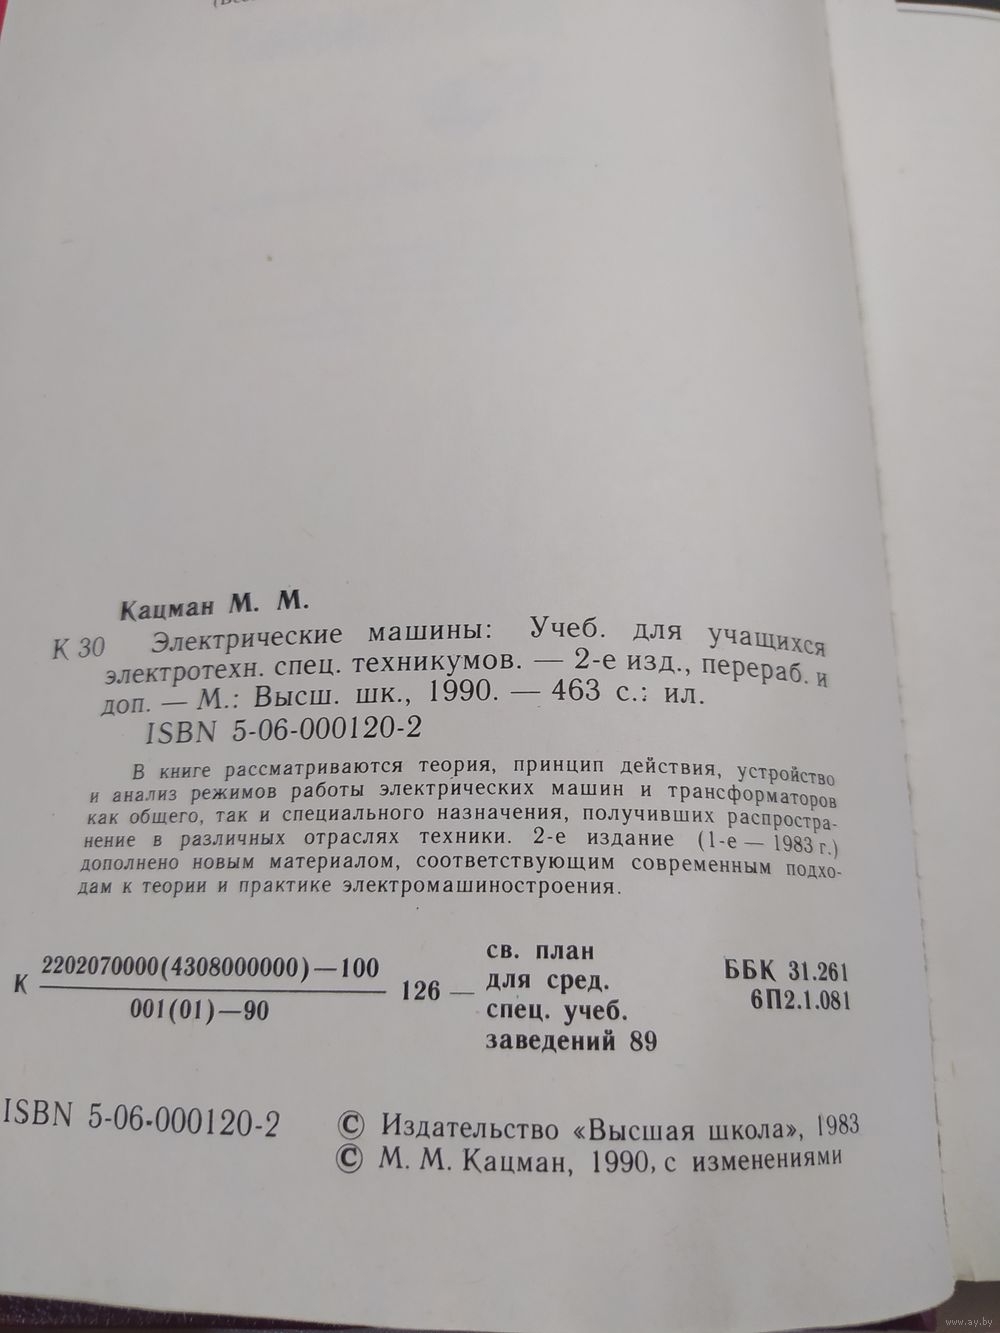 Кацман М. М.
К 30 Электрические машины: Учеб. для учащихся
электротехн. спец. техникумов. — 2-е изд., перераб. и
доп. — М.: Высш. шк., 1990. — 463 с.: ил.
ISBN 5-06-000120-2
В книге рассматриваются теория, принцип действия, устройство
и анализ режимов работы электрических машин и трансформаторов
как общего, так и специального назначения, получивших распростра-
нение в различных отраслях техники. 2-е издание (1-е — 1983 г.)
дополнено новым материалом, соответствующим современным подхо-
дам к теории и практике электромашиностроения.
К 2202070000(4308000000)—100
001(01)—90
126 —
св. план
для сред.
спец. учеб.
заведений 89
ББК 31.261
6П2.1.081
ISBN 5-06-000120-2
© Издательство «Высшая школа», 1983
© М. М. Кацман, 1990, с изменениями
www.ay.by